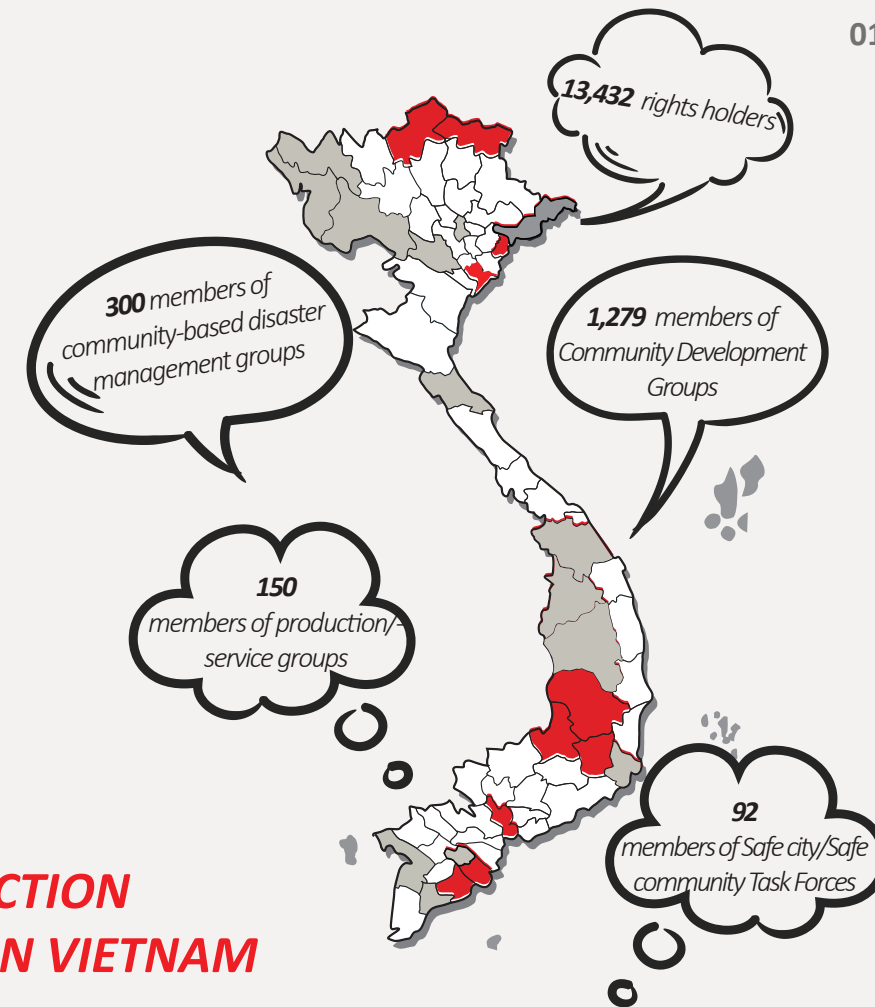 01
13,432 rights holders
300 members of
community-based disaster
management groups
1,279 members of
Community Development
Groups
150
members of production/-
service groups
92
members of Safe city/Safe
community Task Forces
CTION
N VIETNAM